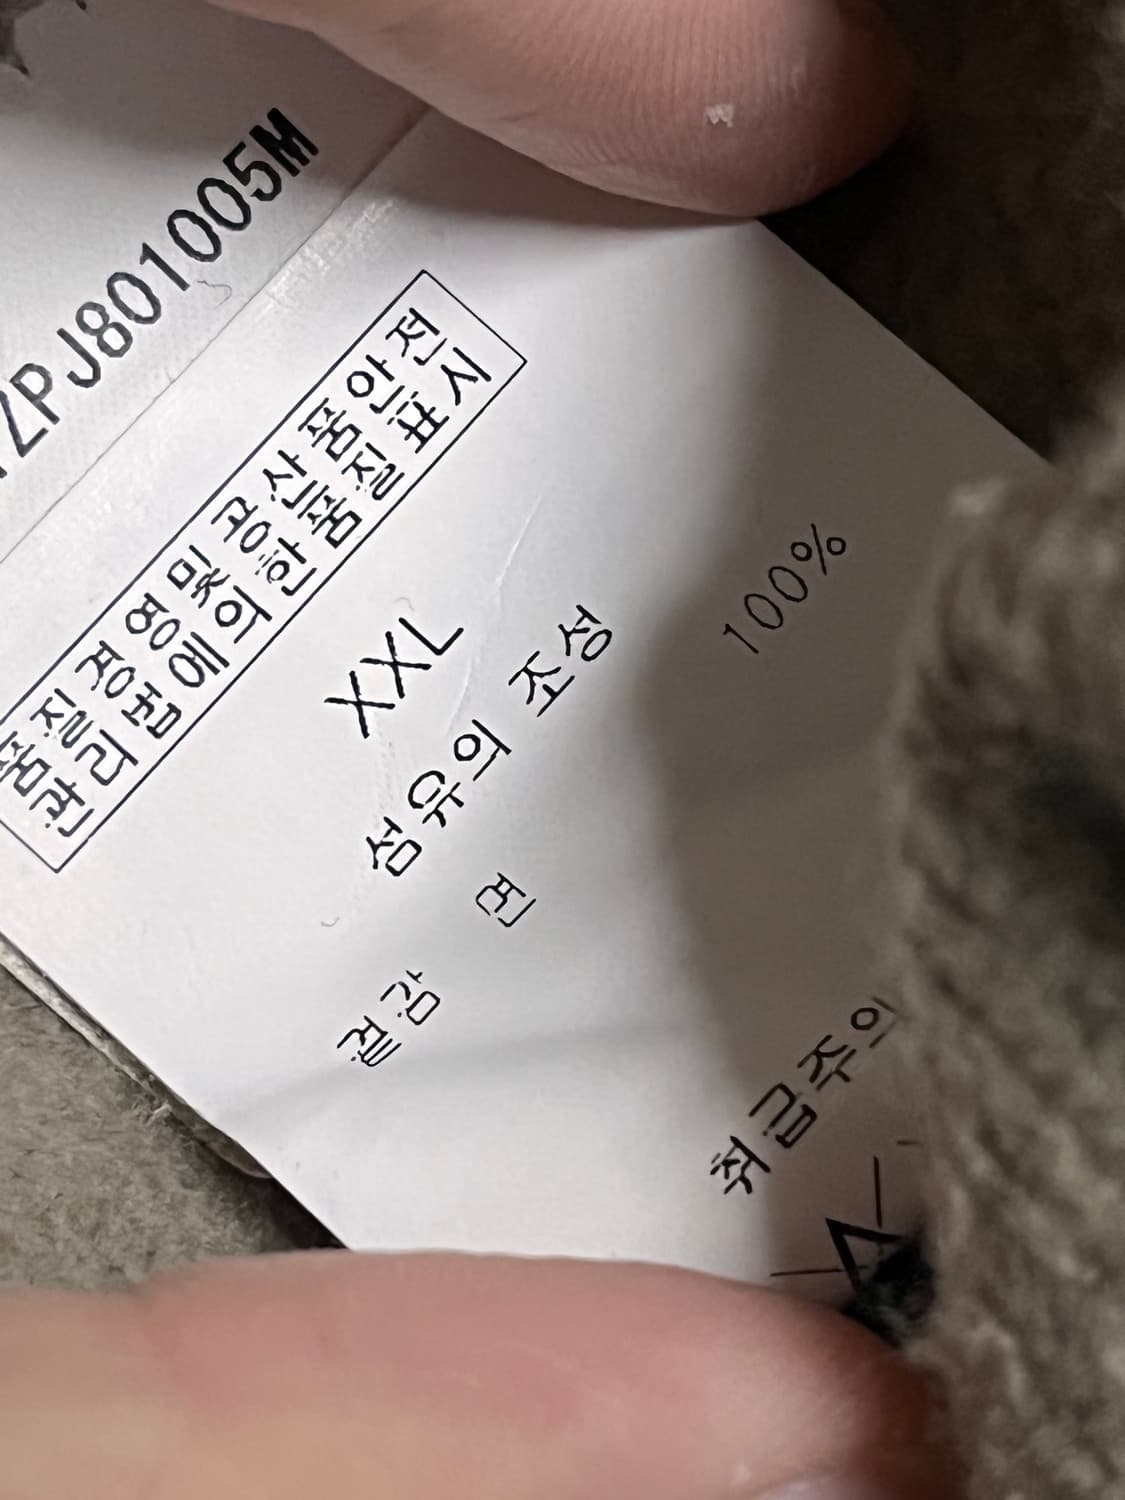 ZPJ801005M
품질경영및공산품안전
관리법에의한품질표시
XXL
섬유의 조성
겉감 면 100%
취급주의